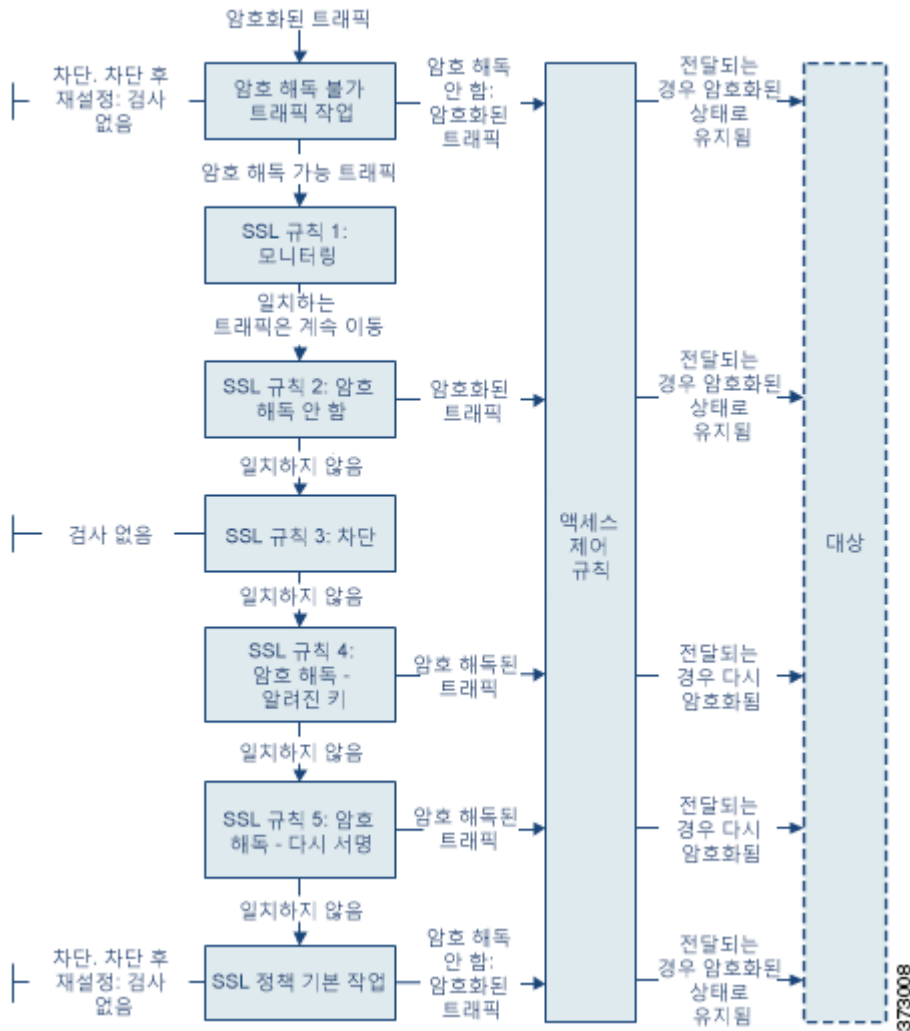 암호화된 트래픽
차단. 차단 후
재설정: 검사
없음
암호 해독 불가
트래픽 작업
암호 해독
안 함:
암호화된
트래픽
전달되는
경우 암호화된
상태로
유지됨
암호 해독 가능 트래픽
SSL 규칙 1:
모니터링
일치하는
트래픽은 계속 이동
SSL 규칙 2: 암호
해독 안 함
암호화된
트래픽
전달되는
경우 암호화된
상태로
유지됨
일치하지 않음
검사 없음
SSL 규칙 3: 차단
액세스
제어
규칙
대상
일치하지 않음
SSL 규칙 4:
암호 해독 -
알려진 키
암호 해독된
트래픽
전달되는
경우 다시
암호화됨
일치하지 않음
SSL 규칙 5: 암호
해독 - 다시 서명
암호 해독된
트래픽
전달되는
경우 다시
암호화됨
일치하지 않음
차단. 차단 후
재설정: 검사
없음
SSL 정책 기본 작업
암호 해독
안 함:
암호화된
트래픽
전달되는
경우 암호화된
상태로
유지됨
373008